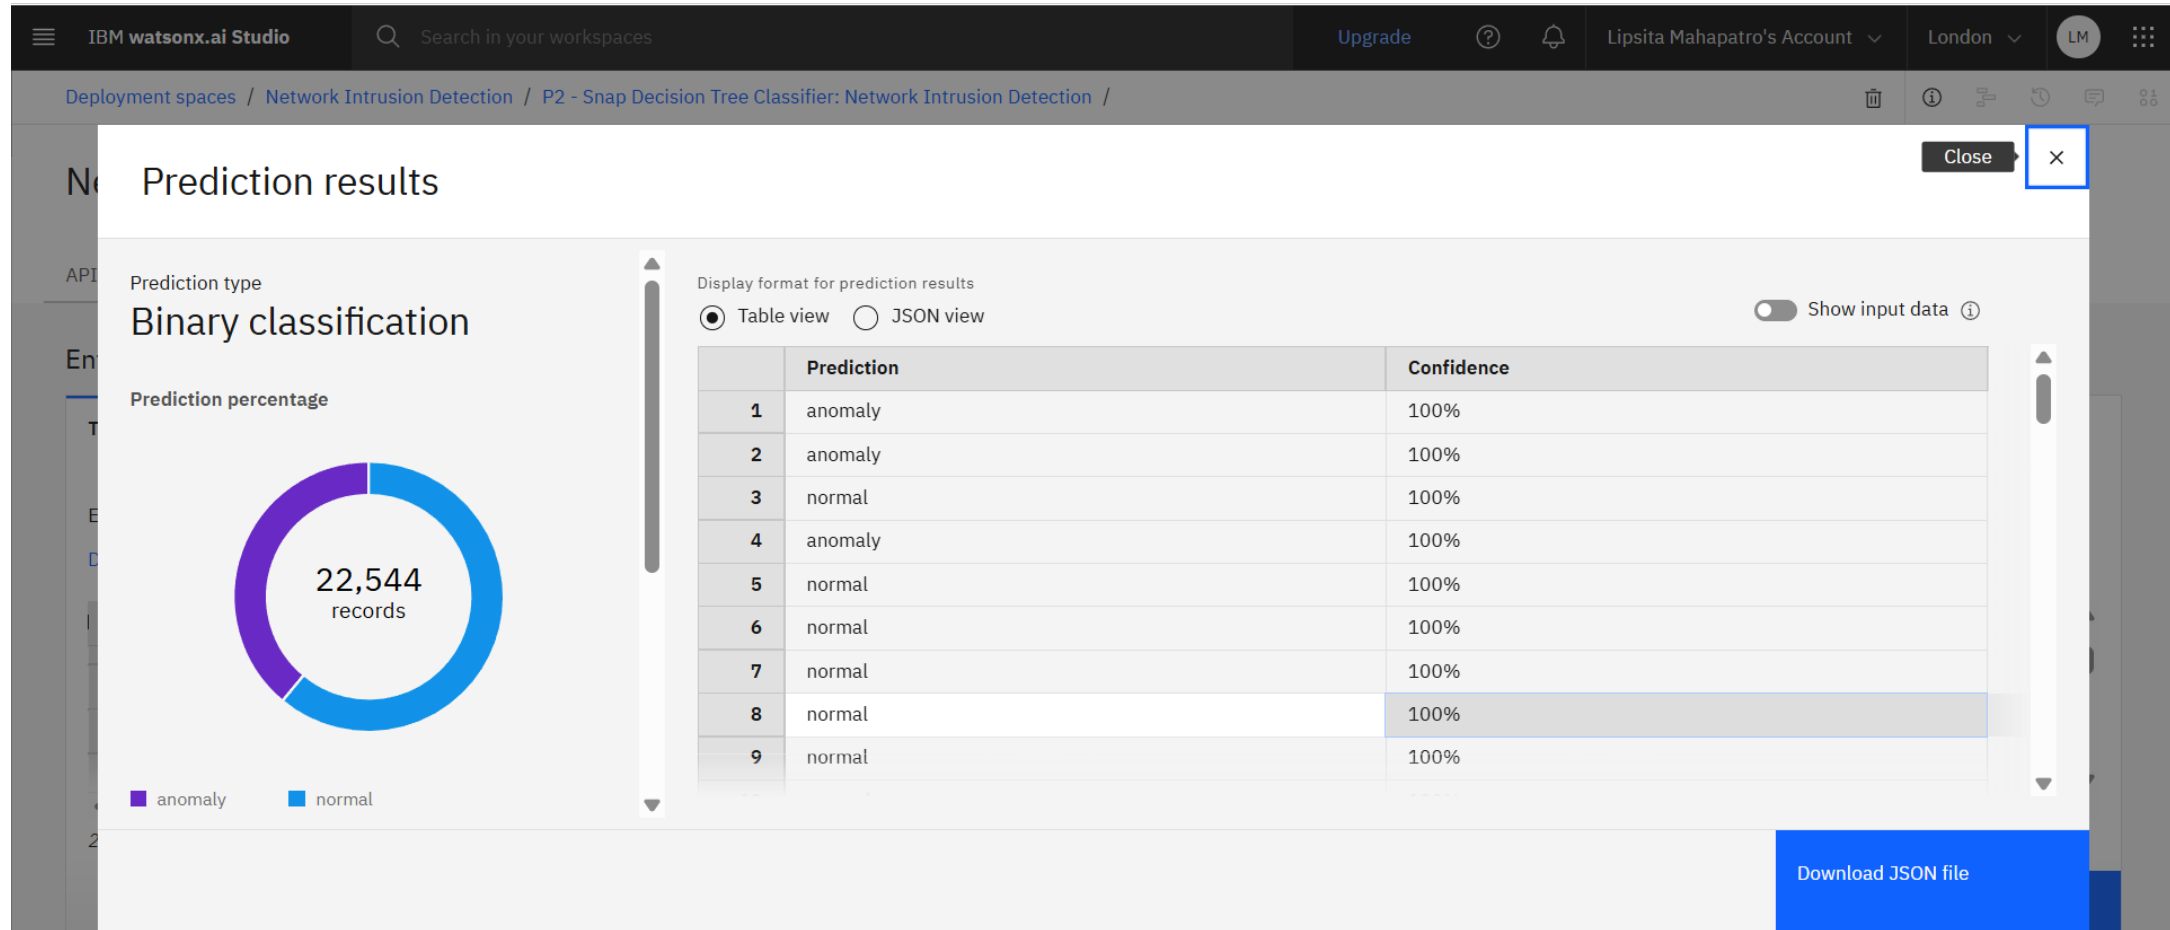 IBM watsonx.ai Studio
Search in your workspaces
Upgrade
Lipsita Mahapatro's Account
London
LM
Deployment spaces / Network Intrusion Detection / P2 - Snap Decision Tree Classifier: Network Intrusion Detection /
Prediction results
Close
API
Prediction type
Binary classification
Prediction percentage
22,544
records
anomaly
normal
Display format for prediction results
Table view
JSON view
Show input data
Prediction Confidence
1 anomaly 100%
2 anomaly 100%
3 normal 100%
4 anomaly 100%
5 normal 100%
6 normal 100%
7 normal 100%
8 normal 100%
9 normal 100%
Download JSON file